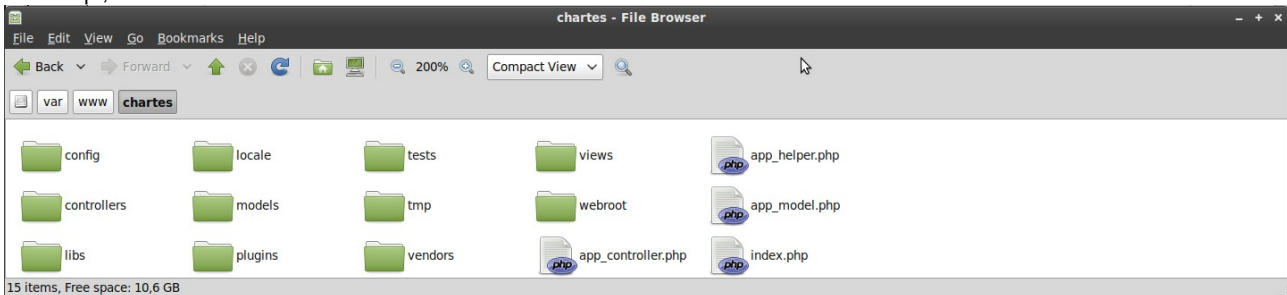 chartes - File Browser
File Edit View Go Bookmarks Help
Back Forward 200% Compact View
var www chartes
config locale tests views app_helper.php
controllers models tmp webroot app_model.php
libs plugins vendors app_controller.php index.php
15 items, Free space: 10,6 GB